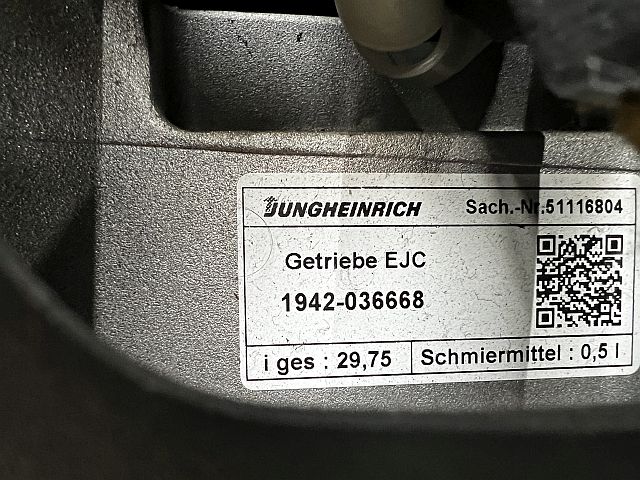 JUNGHEINRICH Sach.-Nr.51116804
Getriebe EJC
1942-036668
i ges : 29,75 Schmiermittel : 0,5 l